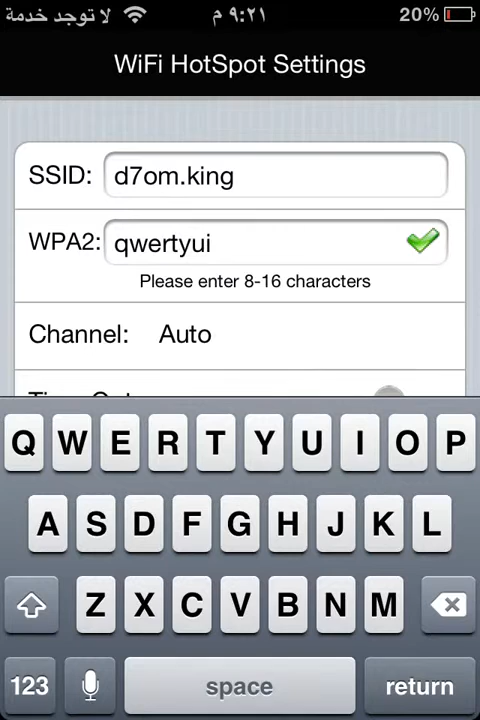 لا توجد خدمة ٩:٢١ م 20%
WiFi HotSpot Settings
SSID: d7om.king
WPA2: qwertyui
Please enter 8-16 characters
Channel: Auto
Q W E R T Y U I O P
A S D F G H J K L
Z X C V B N M
123 space return